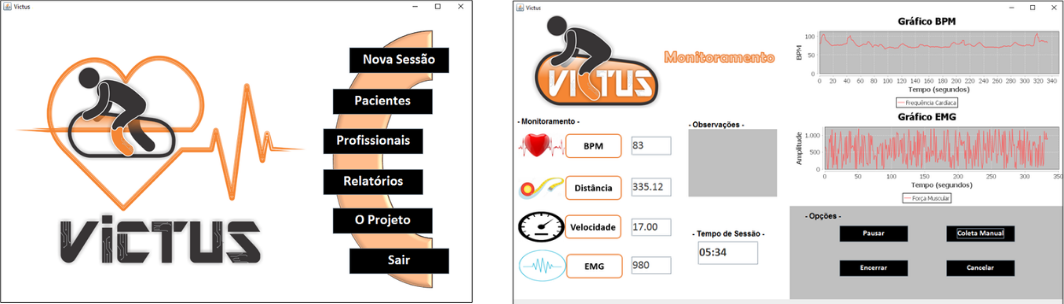 Victus
Nova Sessão
Pacientes
Profissionais
Relatórios
O Projeto
Sair
VICTUS
Victus
VICTUS
Monitoramento
- Monitoramento -
BPM
83
Distância
335.12
Velocidade
17.00
EMG
980
- Observações -
- Tempo de Sessão -
05:34
Gráfico BPM
BPM
100
50
0
0 20 40 60 80 100 120 140 160 180 200 220 240 260 280 300 320 340
Tempo (segundos)
Frequência Cardíaca
Gráfico EMG
Amplitude
1.000
500
0
0 50 100 150 200 250 300 350
Tempo (segundos)
Força Muscular
- Opções -
Pausar
Coleta Manual
Encerrar
Cancelar